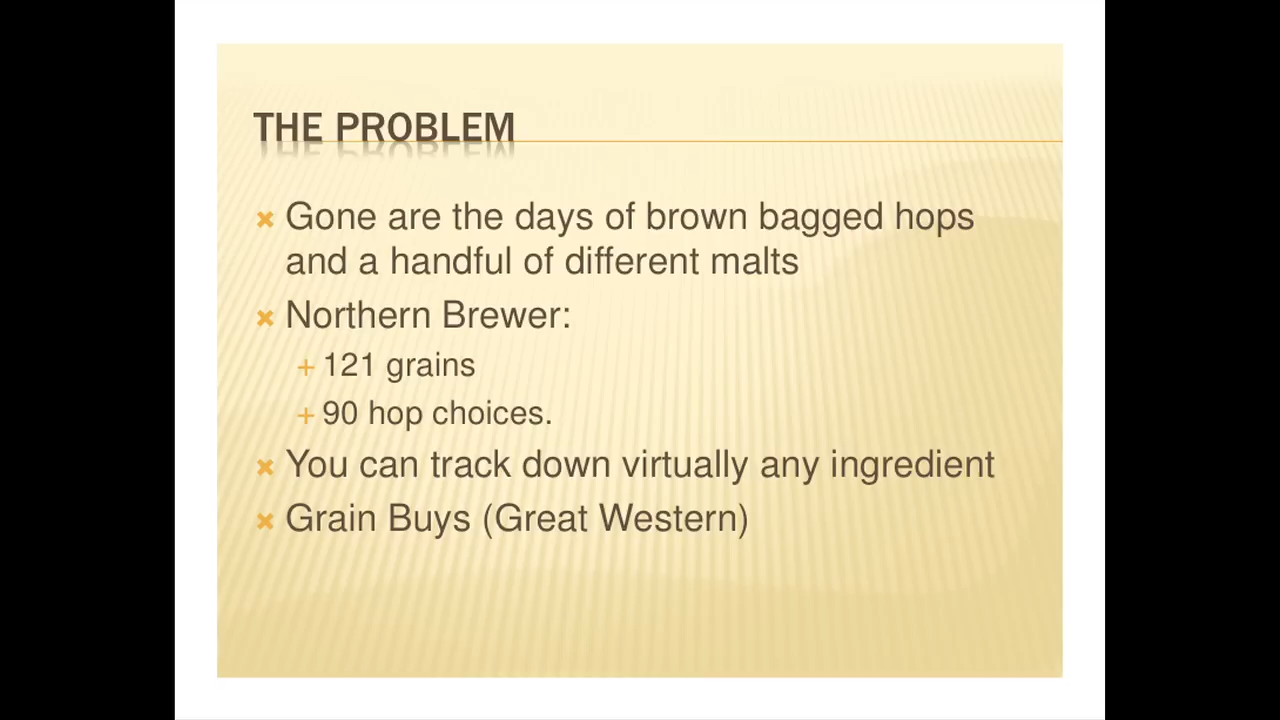 THE PROBLEM
Gone are the days of brown bagged hops
and a handful of different malts
Northern Brewer:
121 grains
90 hop choices.
You can track down virtually any ingredient
Grain Buys (Great Western)